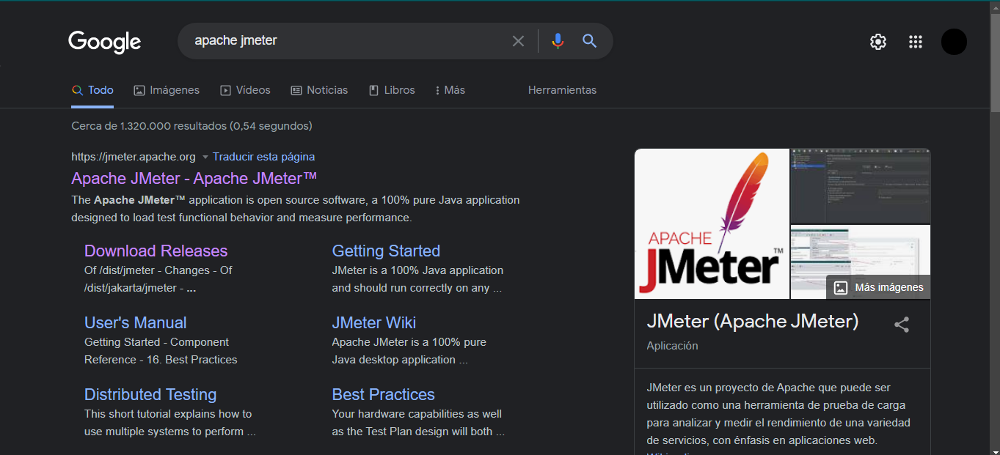 Google
apache jmeter
Todo
Imágenes
Vídeos
Noticias
Libros
Más
Herramientas
Cerca de 1.320.000 resultados (0,54 segundos)
https://jmeter.apache.org
Traducir esta página
Apache JMeter - Apache JMeter™
The Apache JMeter™ application is open source software, a 100% pure Java application
designed to load test functional behavior and measure performance.
Download Releases
Of /dist/jmeter - Changes - Of
/dist/jakarta/jmeter - ...
Getting Started
JMeter is a 100% Java application
and should run correctly on any ...
User's Manual
Getting Started - Component
Reference - 16. Best Practices
JMeter Wiki
Apache JMeter is a 100% pure
Java desktop application ...
Distributed Testing
This short tutorial explains how to
use multiple systems to perform ...
Best Practices
Your hardware capabilities as well
as the Test Plan design will both ...
APACHE
JMeter™
Más imágenes
JMeter (Apache JMeter)
Aplicación
JMeter es un proyecto de Apache que puede ser
utilizado como una herramienta de prueba de carga
para analizar y medir el rendimiento de una variedad
de servicios, con énfasis en aplicaciones web.